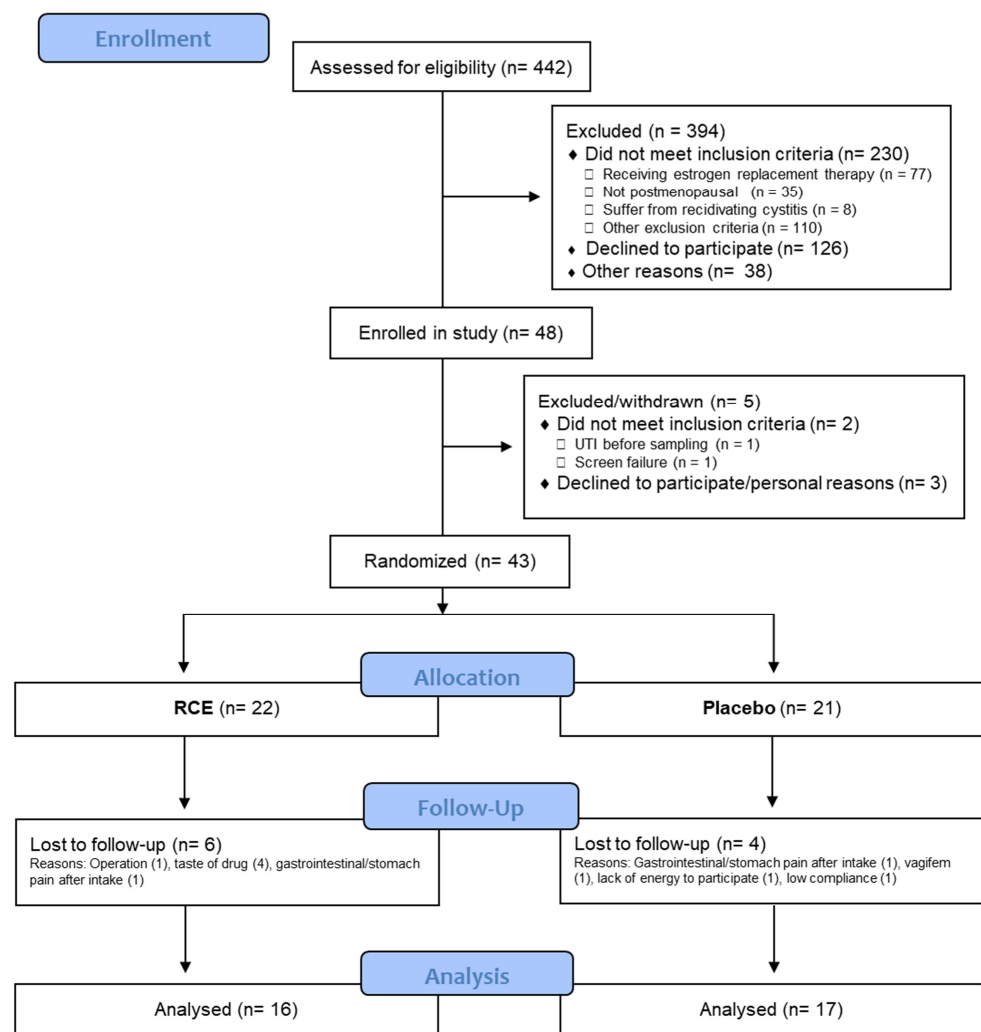 Enrollment
Assessed for eligibility (n= 442)
Excluded (n = 394)
♦ Did not meet inclusion criteria (n= 230)
□ Receiving estrogen replacement therapy (n = 77)
□ Not postmenopausal (n = 35)
□ Suffer from recidivating cystitis (n = 8)
□ Other exclusion criteria (n = 110)
♦ Declined to participate (n= 126)
♦ Other reasons (n= 38)
Enrolled in study (n= 48)
Excluded/withdrawn (n= 5)
♦ Did not meet inclusion criteria (n= 2)
□ UTI before sampling (n = 1)
□ Screen failure (n = 1)
♦ Declined to participate/personal reasons (n= 3)
Randomized (n= 43)
Allocation
RCE (n= 22)
Placebo (n= 21)
Follow-Up
Lost to follow-up (n= 6)
Reasons: Operation (1), taste of drug (4), gastrointestinal/stomach
pain after intake (1)
Lost to follow-up (n= 4)
Reasons: Gastrointestinal/stomach pain after intake (1), vagifem
(1), lack of energy to participate (1), low compliance (1)
Analysis
Analysed (n= 16)
Analysed (n= 17)